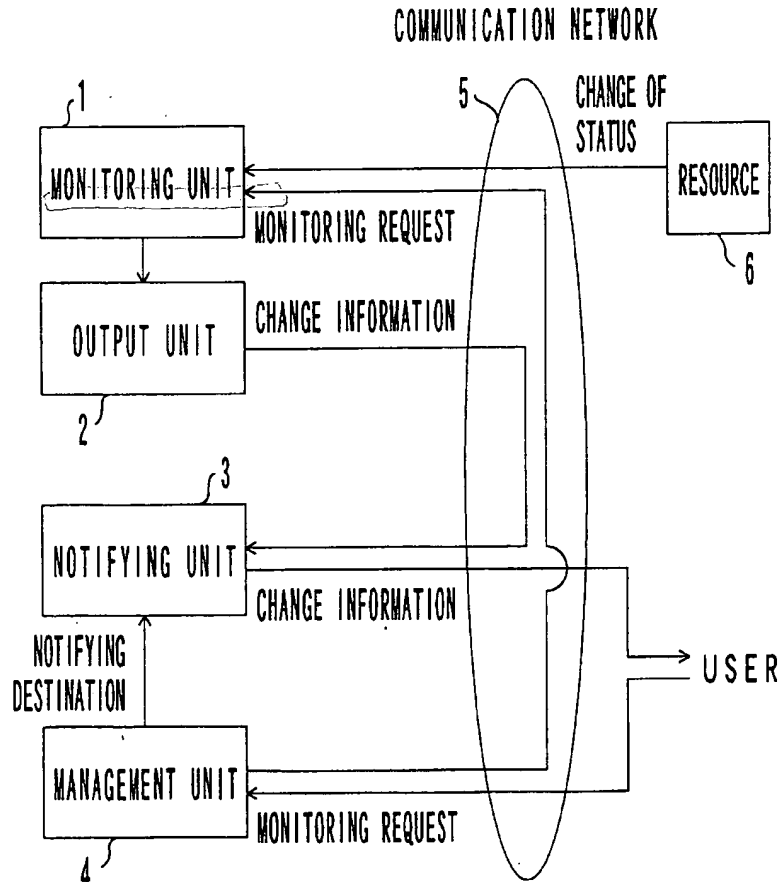 COMMUNICATION NETWORK
1
5
CHANGE OF
STATUS
MONITORING UNIT
RESOURCE
MONITORING REQUEST
6
OUTPUT UNIT
CHANGE INFORMATION
2
3
NOTIFYING UNIT
CHANGE INFORMATION
NOTIFYING
DESTINATION
USER
MANAGEMENT UNIT
MONITORING REQUEST
4